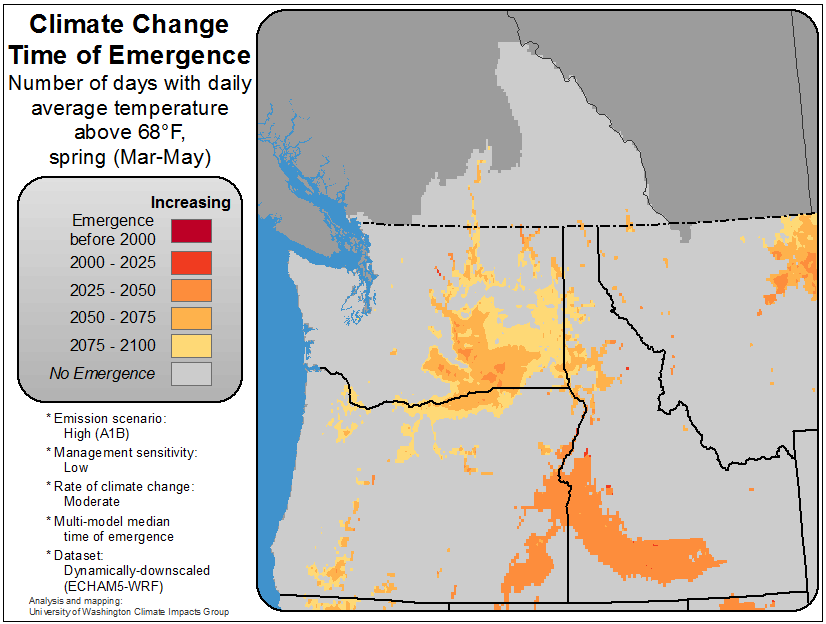 Climate Change
Time of Emergence
Number of days with daily
average temperature
above 68°F,
spring (Mar-May)
Increasing
Emergence
before 2000
2000 - 2025
2025 - 2050
2050 - 2075
2075 - 2100
No Emergence
* Emission scenario:
High (A1B)
* Management sensitivity:
Low
* Rate of climate change:
Moderate
* Multi-model median
time of emergence
* Dataset:
Dynamically-downscaled
(ECHAM5-WRF)
Analysis and mapping:
University of Washington Climate Impacts Group